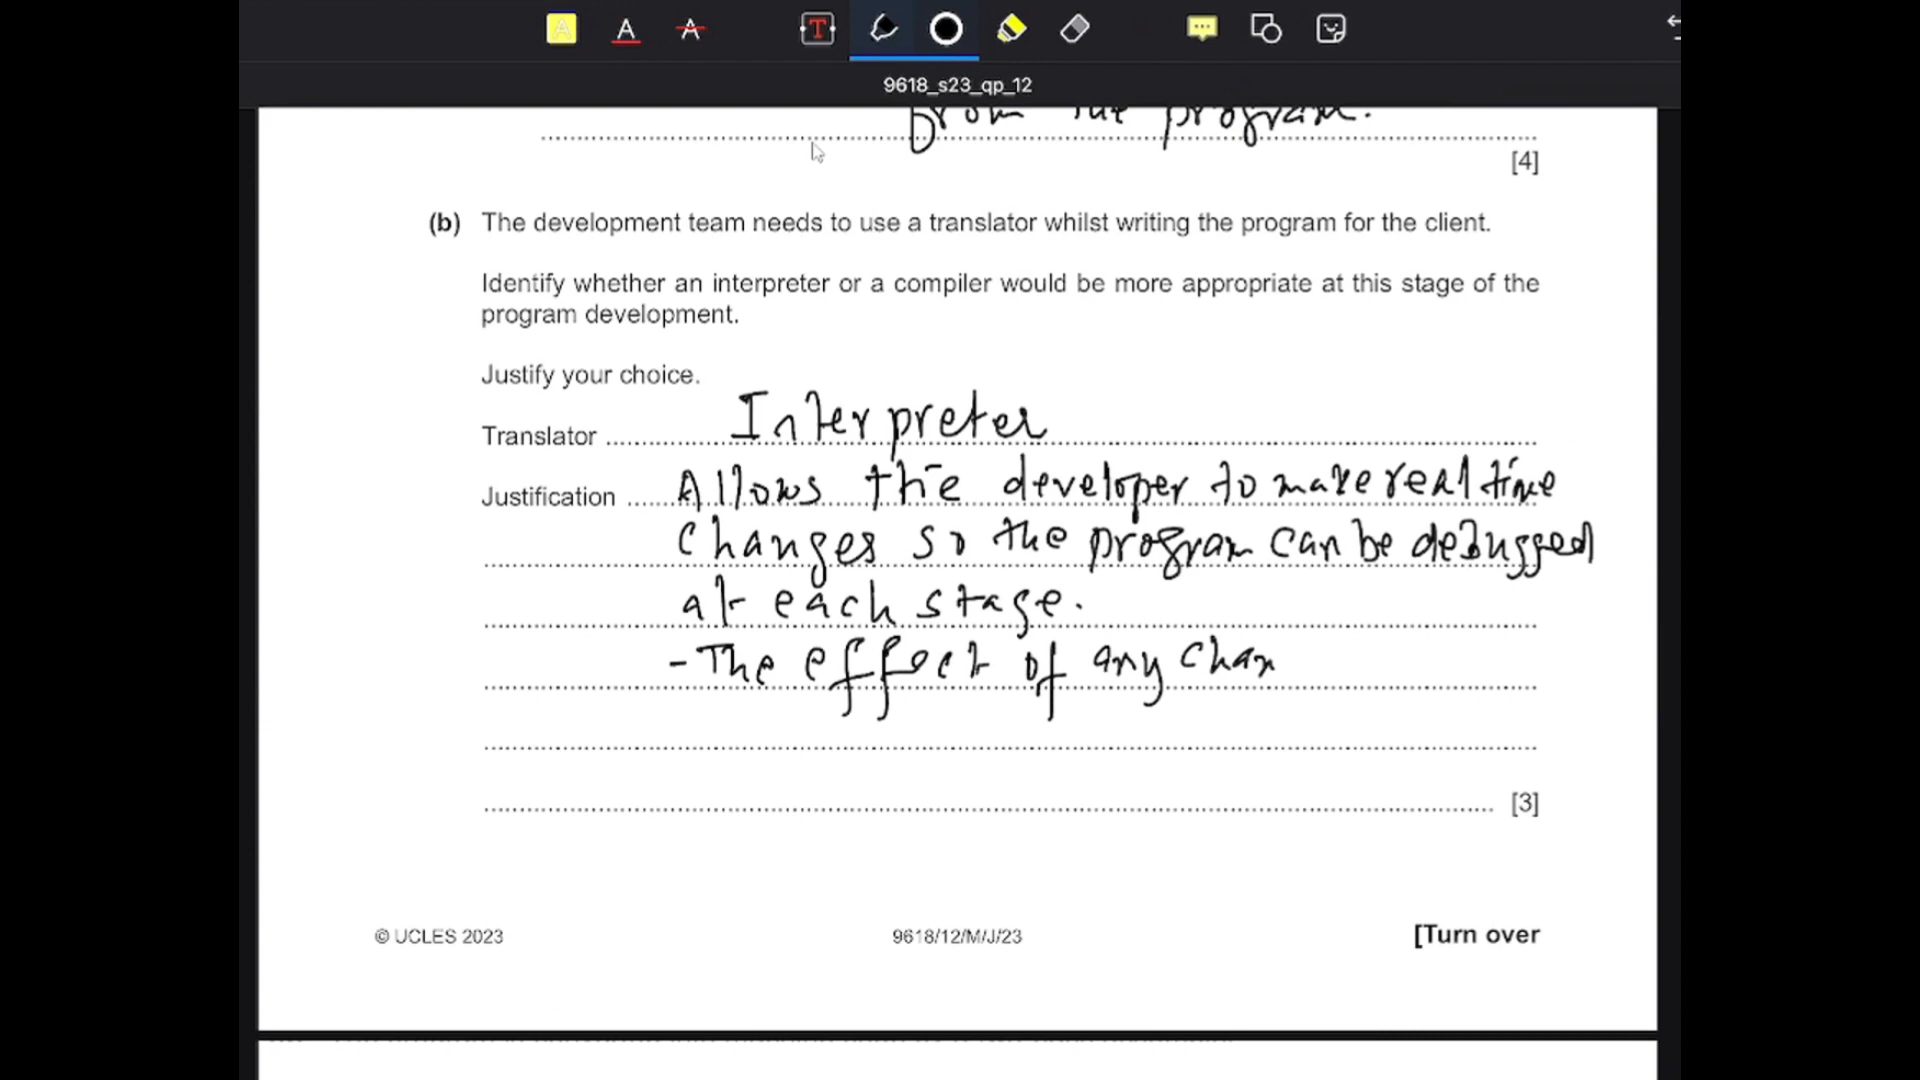 9618_s23_qp_12
from the program.
[4]
(b) The development team needs to use a translator whilst writing the program for the client.
Identify whether an interpreter or a compiler would be more appropriate at this stage of the
program development.
Justify your choice.
Translator Interpreter
Justification Allows the developer to make real time
changes so the program can be debugged
at each stage.
- The effect of any chan
[3]
© UCLES 2023
9618/12/M/J/23
[Turn over